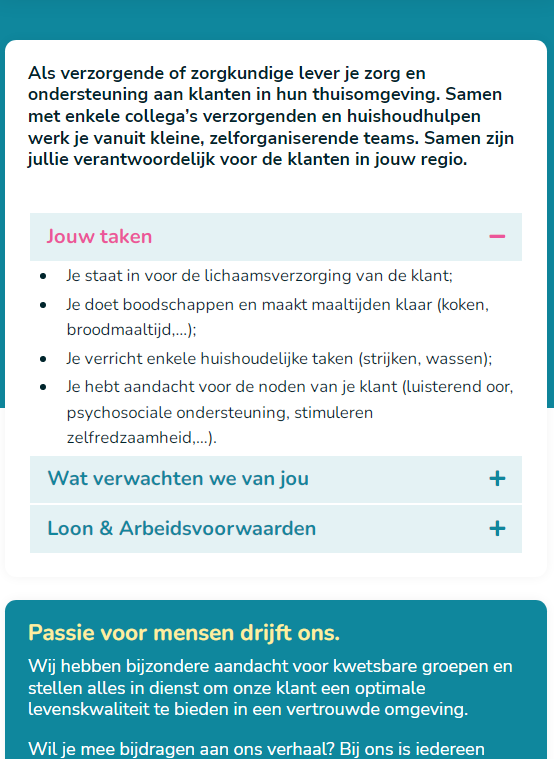 Als verzorgende of zorgkundige lever je zorg en
ondersteuning aan klanten in hun thuisomgeving. Samen
met enkele collega’s verzorgenden en huishoudhulpen
werk je vanuit kleine, zelforganiserende teams. Samen zijn
jullie verantwoordelijk voor de klanten in jouw regio.
Jouw taken
Je staat in voor de lichaamsverzorging van de klant;
Je doet boodschappen en maakt maaltijden klaar (koken,
broodmaaltijd,...);
Je verricht enkele huishoudelijke taken (strijken, wassen);
Je hebt aandacht voor de noden van je klant (luisterend oor,
psychosociale ondersteuning, stimuleren
zelfredzaamheid,...).
Wat verwachten we van jou
Loon & Arbeidsvoorwaarden
Passie voor mensen drijft ons.
Wij hebben bijzondere aandacht voor kwetsbare groepen en
stellen alles in dienst om onze klant een optimale
levenskwaliteit te bieden in een vertrouwde omgeving.
Wil je mee bijdragen aan ons verhaal? Bij ons is iedereen